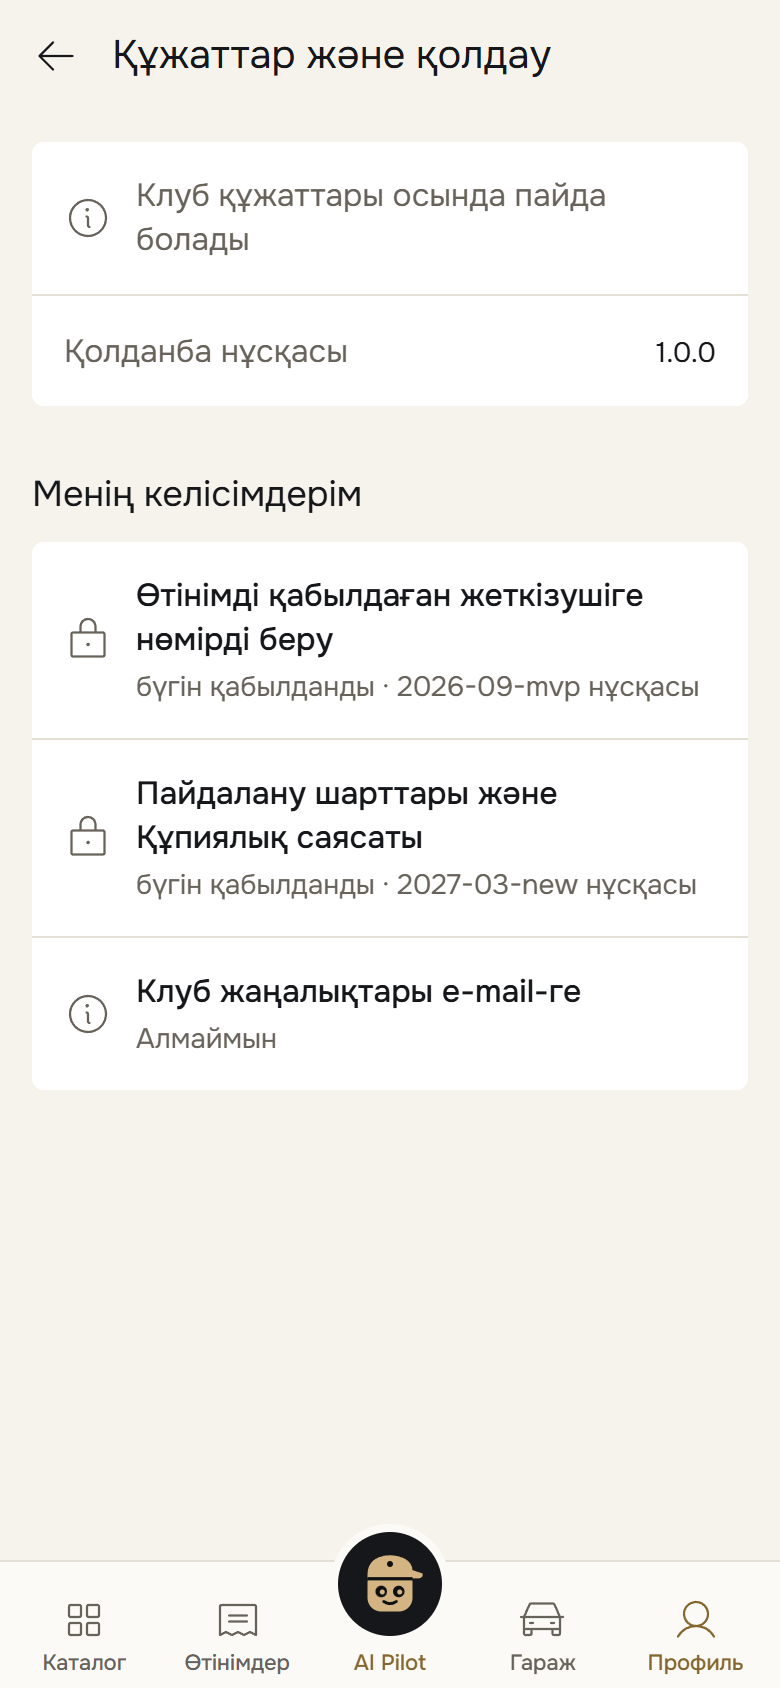 Құжаттар және қолдау
Клуб құжаттары осында пайда
болады
Қолданба нұсқасы 1.0.0
Менің келісімдерім
Өтінімді қабылдаған жеткізушіге
нөмірді беру
бүгін қабылданды · 2026-09-mvp нұсқасы
Пайдалану шарттары және
Құпиялық саясаты
бүгін қабылданды · 2027-03-new нұсқасы
Клуб жаңалықтары e-mail-ге
Алмаймын
Каталог
Өтінімдер
AI Pilot
Гараж
Профиль